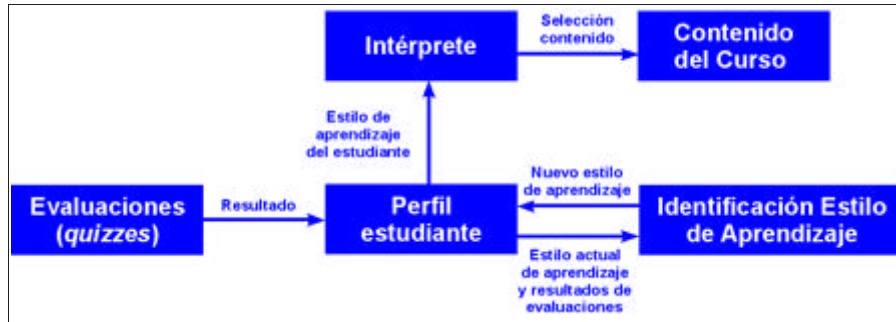 Intérprete
Selección
contenido
Contenido
del Curso
Estilo de
aprendizaje
del estudiante
Evaluaciones
(quizzes)
Resultado
Perfil
estudiante
Nuevo estilo
de aprendizaje
Identificación Estilo
de Aprendizaje
Estilo actual
de aprendizaje
y resultados de
evaluaciones